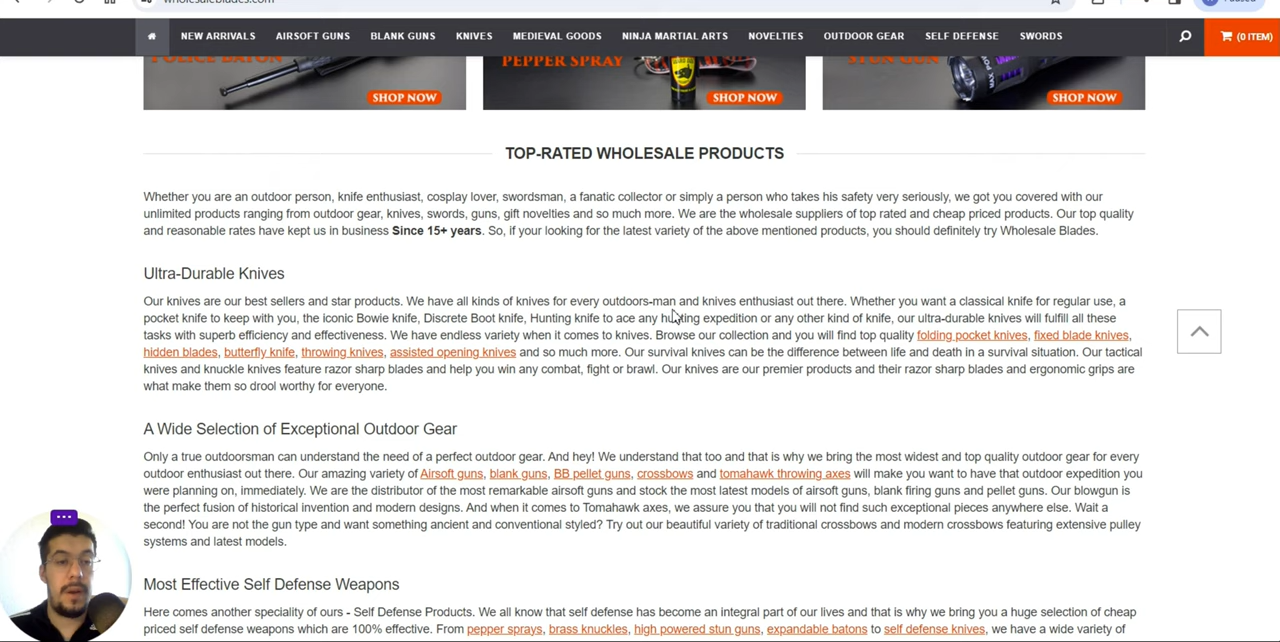 wholesaleblades.com
NEW ARRIVALS AIRSOFT GUNS BLANK GUNS KNIVES MEDIEVAL GOODS NINJA MARTIAL ARTS NOVELTIES OUTDOOR GEAR SELF DEFENSE SWORDS (0 ITEM)
POLICE BATON PEPPER SPRAY STUN GUN
SHOP NOW SHOP NOW SHOP NOW
TOP-RATED WHOLESALE PRODUCTS
Whether you are an outdoor person, knife enthusiast, cosplay lover, swordsman, a fanatic collector or simply a person who takes his safety very seriously, we got you covered with our
unlimited products ranging from outdoor gear, knives, swords, guns, gift novelties and so much more. We are the wholesale suppliers of top rated and cheap priced products. Our top quality
and reasonable rates have kept us in business Since 15+ years. So, if your looking for the latest variety of the above mentioned products, you should definitely try Wholesale Blades.
Ultra-Durable Knives
Our knives are our best sellers and star products. We have all kinds of knives for every outdoors-man and knives enthusiast out there. Whether you want a classical knife for regular use, a
pocket knife to keep with you, the iconic Bowie knife, Discrete Boot knife, Hunting knife to ace any hunting expedition or any other kind of knife, our ultra-durable knives will fulfill all these
tasks with superb efficiency and effectiveness. We have endless variety when it comes to knives. Browse our collection and you will find top quality folding pocket knives, fixed blade knives,
hidden blades, butterfly knife, throwing knives, assisted opening knives and so much more. Our survival knives can be the difference between life and death in a survival situation. Our tactical
knives and knuckle knives feature razor sharp blades and help you win any combat, fight or brawl. Our knives are our premier products and their razor sharp blades and ergonomic grips are
what make them so drool worthy for everyone.
A Wide Selection of Exceptional Outdoor Gear
Only a true outdoorsman can understand the need of a perfect outdoor gear. And hey! We understand that too and that is why we bring the most widest and top quality outdoor gear for every
outdoor enthusiast out there. Our amazing variety of Airsoft guns, blank guns, BB pellet guns, crossbows and tomahawk throwing axes will make you want to have that outdoor expedition you
were planning on, immediately. We are the distributor of the most remarkable airsoft guns and stock the most latest models of airsoft guns, blank firing guns and pellet guns. Our blowgun is
the perfect fusion of historical invention and modern designs. And when it comes to Tomahawk axes, we assure you that you will not find such exceptional pieces anywhere else. Wait a
second! You are not the gun type and want something ancient and conventional styled? Try out our beautiful variety of traditional crossbows and modern crossbows featuring extensive pulley
systems and latest models.
Most Effective Self Defense Weapons
Here comes another speciality of ours - Self Defense Products. We all know that self defense has become an integral part of our lives and that is why we bring you a huge selection of cheap
priced self defense weapons which are 100% effective. From pepper sprays, brass knuckles, high powered stun guns, expandable batons to self defense knives, we have a wide variety of